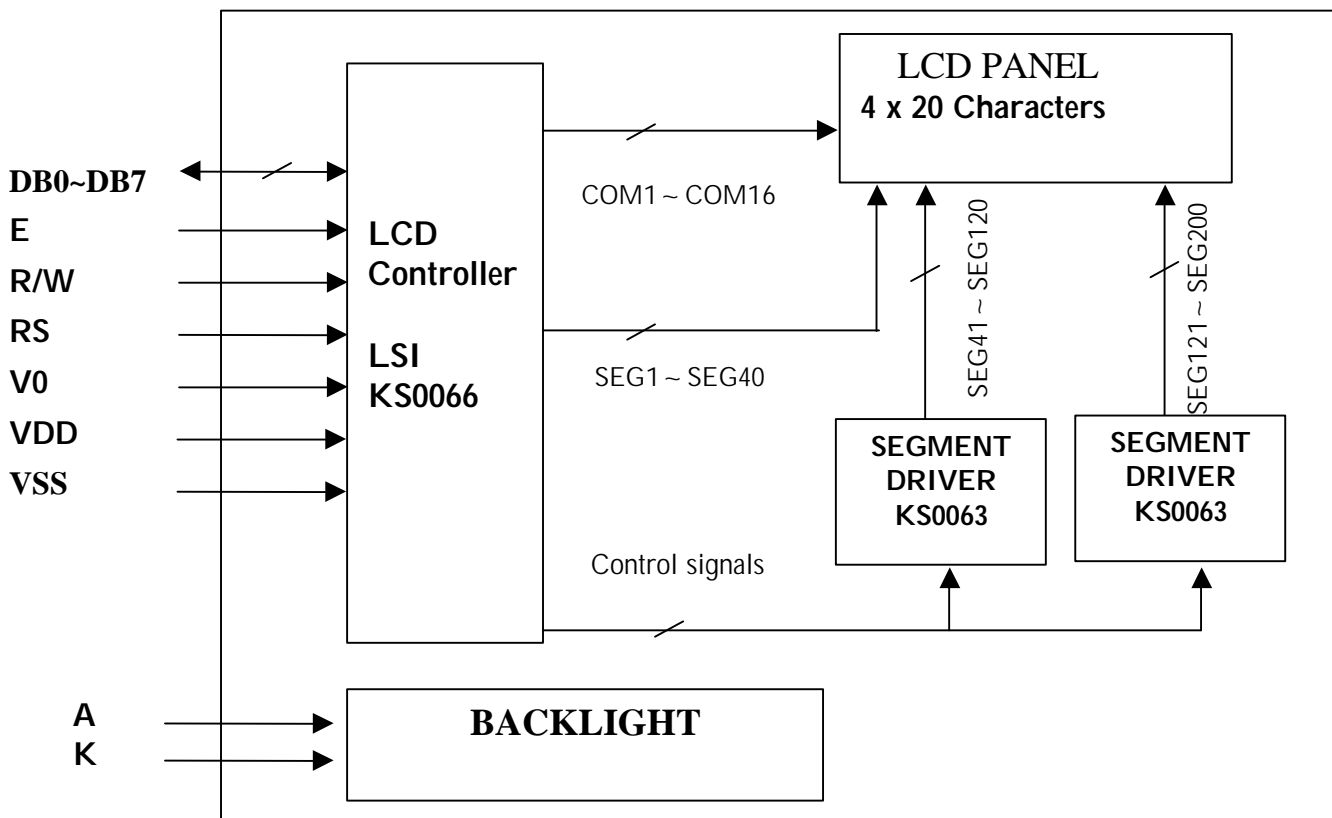 LCD PANEL
4 x 20 Characters
DB0~DB7
E
R/W
RS
V0
VDD
VSS
LCD
Controller
LSI
KS0066
COM1 ~ COM16
SEG1 ~ SEG40
SEG41 ~ SEG120
SEG121 ~ SEG200
SEGMENT
DRIVER
KS0063
SEGMENT
DRIVER
KS0063
Control signals
A
K
BACKLIGHT